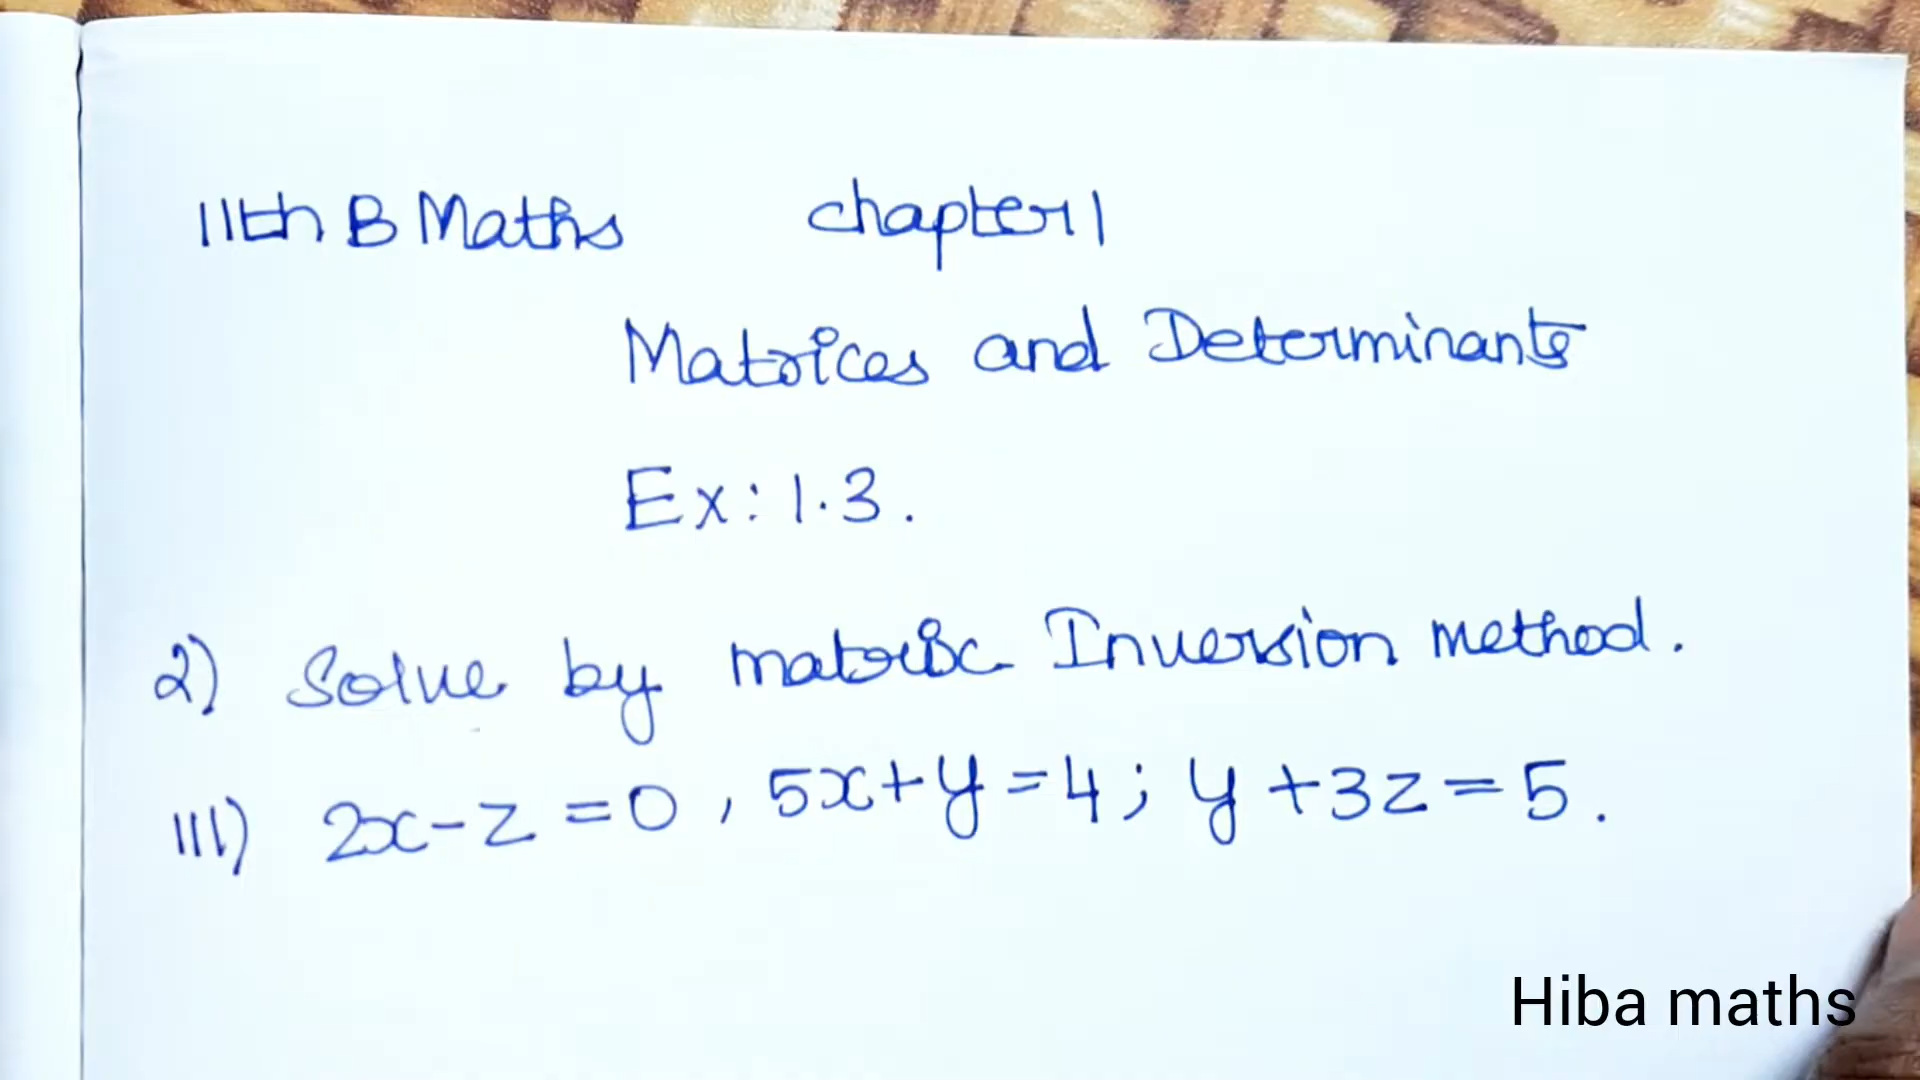 11th B Maths chapter 1
Matrices and Determinants
Ex: 1.3.
2) Solve by matrix Inversion method.
iii) 2x-z=0, 5x+y=4; y+3z=5.
Hiba maths